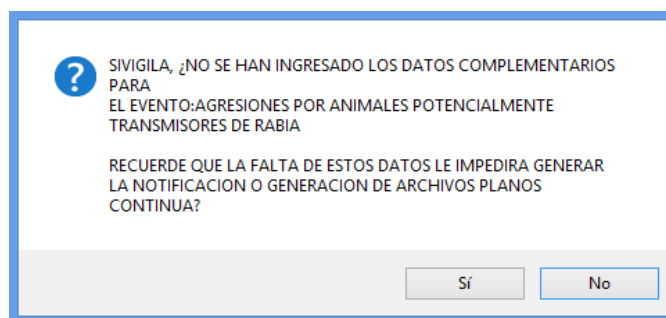 SIVIGILA, ¿NO SE HAN INGRESADO LOS DATOS COMPLEMENTARIOS
PARA
EL EVENTO:AGRESIONES POR ANIMALES POTENCIALMENTE
TRANSMISORES DE RABIA
RECUERDE QUE LA FALTA DE ESTOS DATOS LE IMPEDIRA GENERAR
LA NOTIFICACION O GENERACION DE ARCHIVOS PLANOS
CONTINUA?
Sí
No